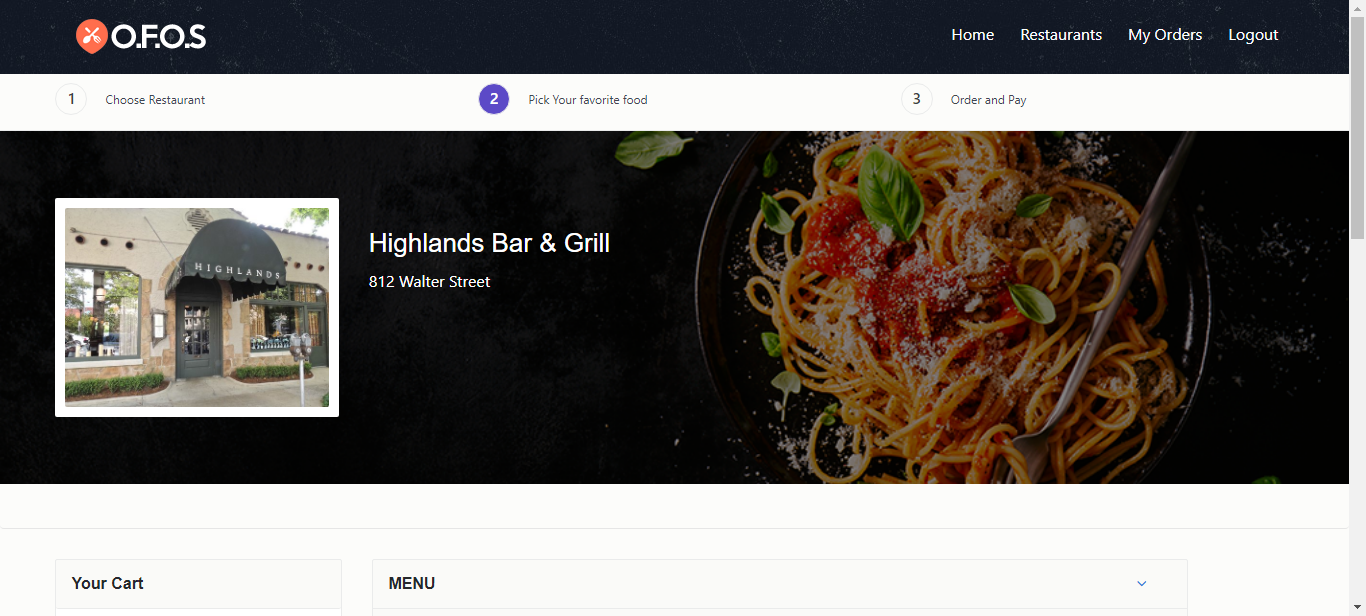 O.F.O.S
Home Restaurants My Orders Logout
1 Choose Restaurant 2 Pick Your favorite food 3 Order and Pay
HIGHLANDS
Highlands Bar & Grill
812 Walter Street
Your Cart
MENU